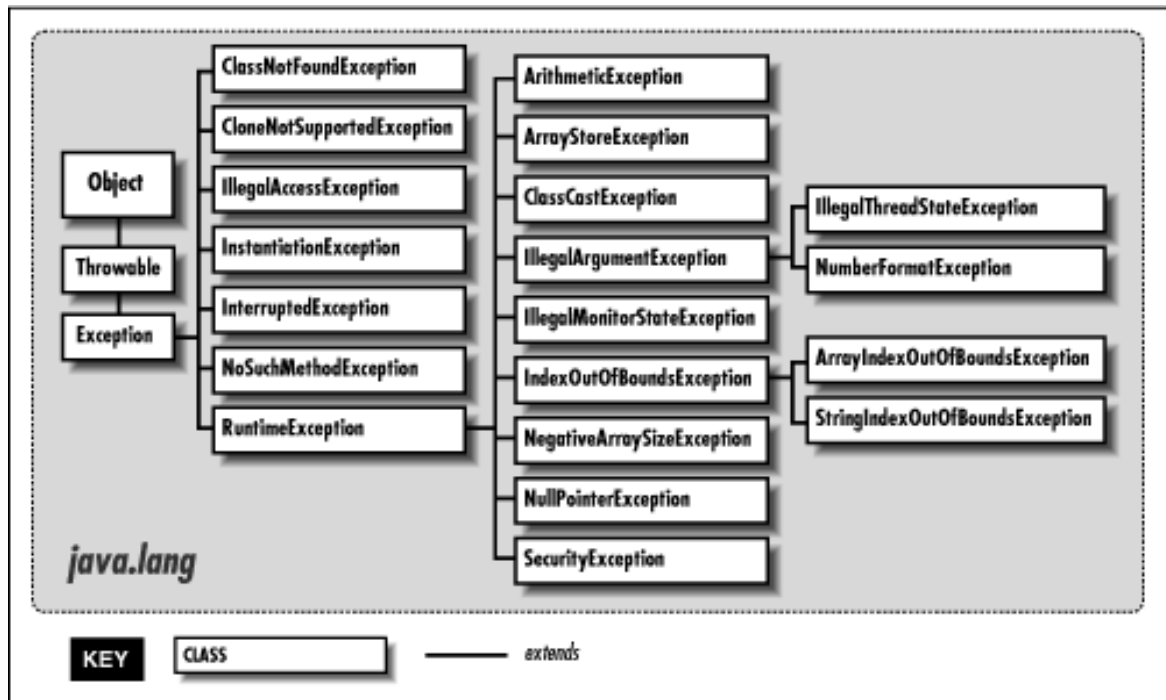 Object
Throwable
Exception
ClassNotFoundException
CloneNotSupportedException
IllegalAccessException
InstantiationException
InterruptedException
NoSuchMethodException
RuntimeException
ArithmeticException
ArrayStoreException
ClassCastException
IllegalArgumentException
IllegalMonitorStateException
IndexOutOfBoundsException
NegativeArraySizeException
NullPointerException
SecurityException
IllegalThreadStateException
NumberFormatException
ArrayIndexOutOfBoundsException
StringIndexOutOfBoundsException
java.lang
KEY
CLASS
extends